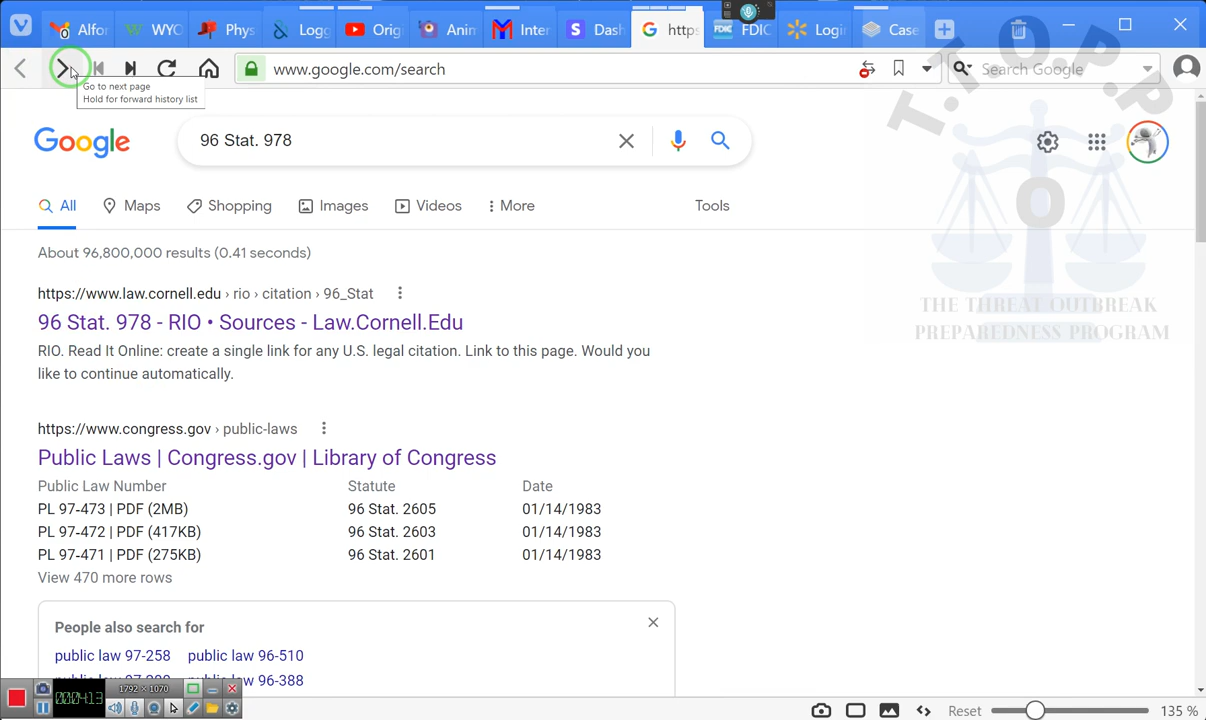 Alfor
WYC
Phys
Logg
Orig
Anin
Inter
S Dash
G https
FDIC FDIC
Login
Case
www.google.com/search
Search Google
Go to next page
Hold for forward history list
T.T.O.P.P.
Google
96 Stat. 978
All
Maps
Shopping
Images
Videos
More
Tools
About 96,800,000 results (0.41 seconds)
https://www.law.cornell.edu › rio › citation › 96_Stat
96 Stat. 978 - RIO • Sources - Law.Cornell.Edu
RIO. Read It Online: create a single link for any U.S. legal citation. Link to this page. Would you
like to continue automatically.
THE THREAT OUTBREAK
PREPAREDNESS PROGRAM
https://www.congress.gov › public-laws
Public Laws | Congress.gov | Library of Congress
Public Law Number Statute Date
PL 97-473 | PDF (2MB) 96 Stat. 2605 01/14/1983
PL 97-472 | PDF (417KB) 96 Stat. 2603 01/14/1983
PL 97-471 | PDF (275KB) 96 Stat. 2601 01/14/1983
View 470 more rows
People also search for
public law 97-258 public law 96-510
public law 96-388
1792 × 1070
000413
Reset
135 %